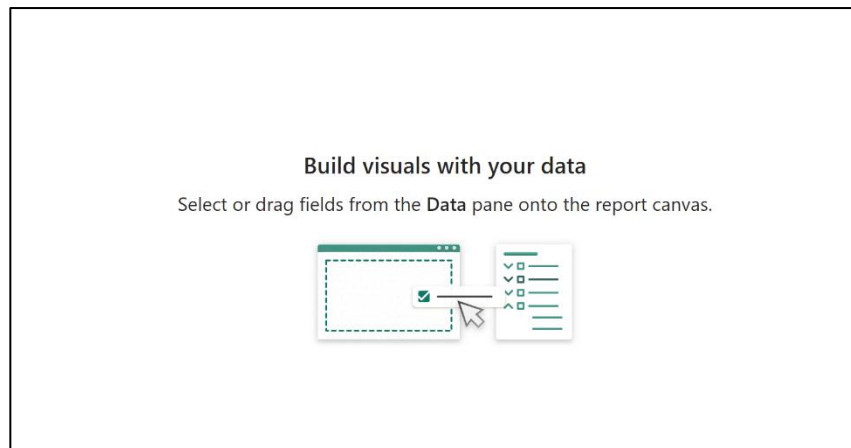 Build visuals with your data
Select or drag fields from the Data pane onto the report canvas.